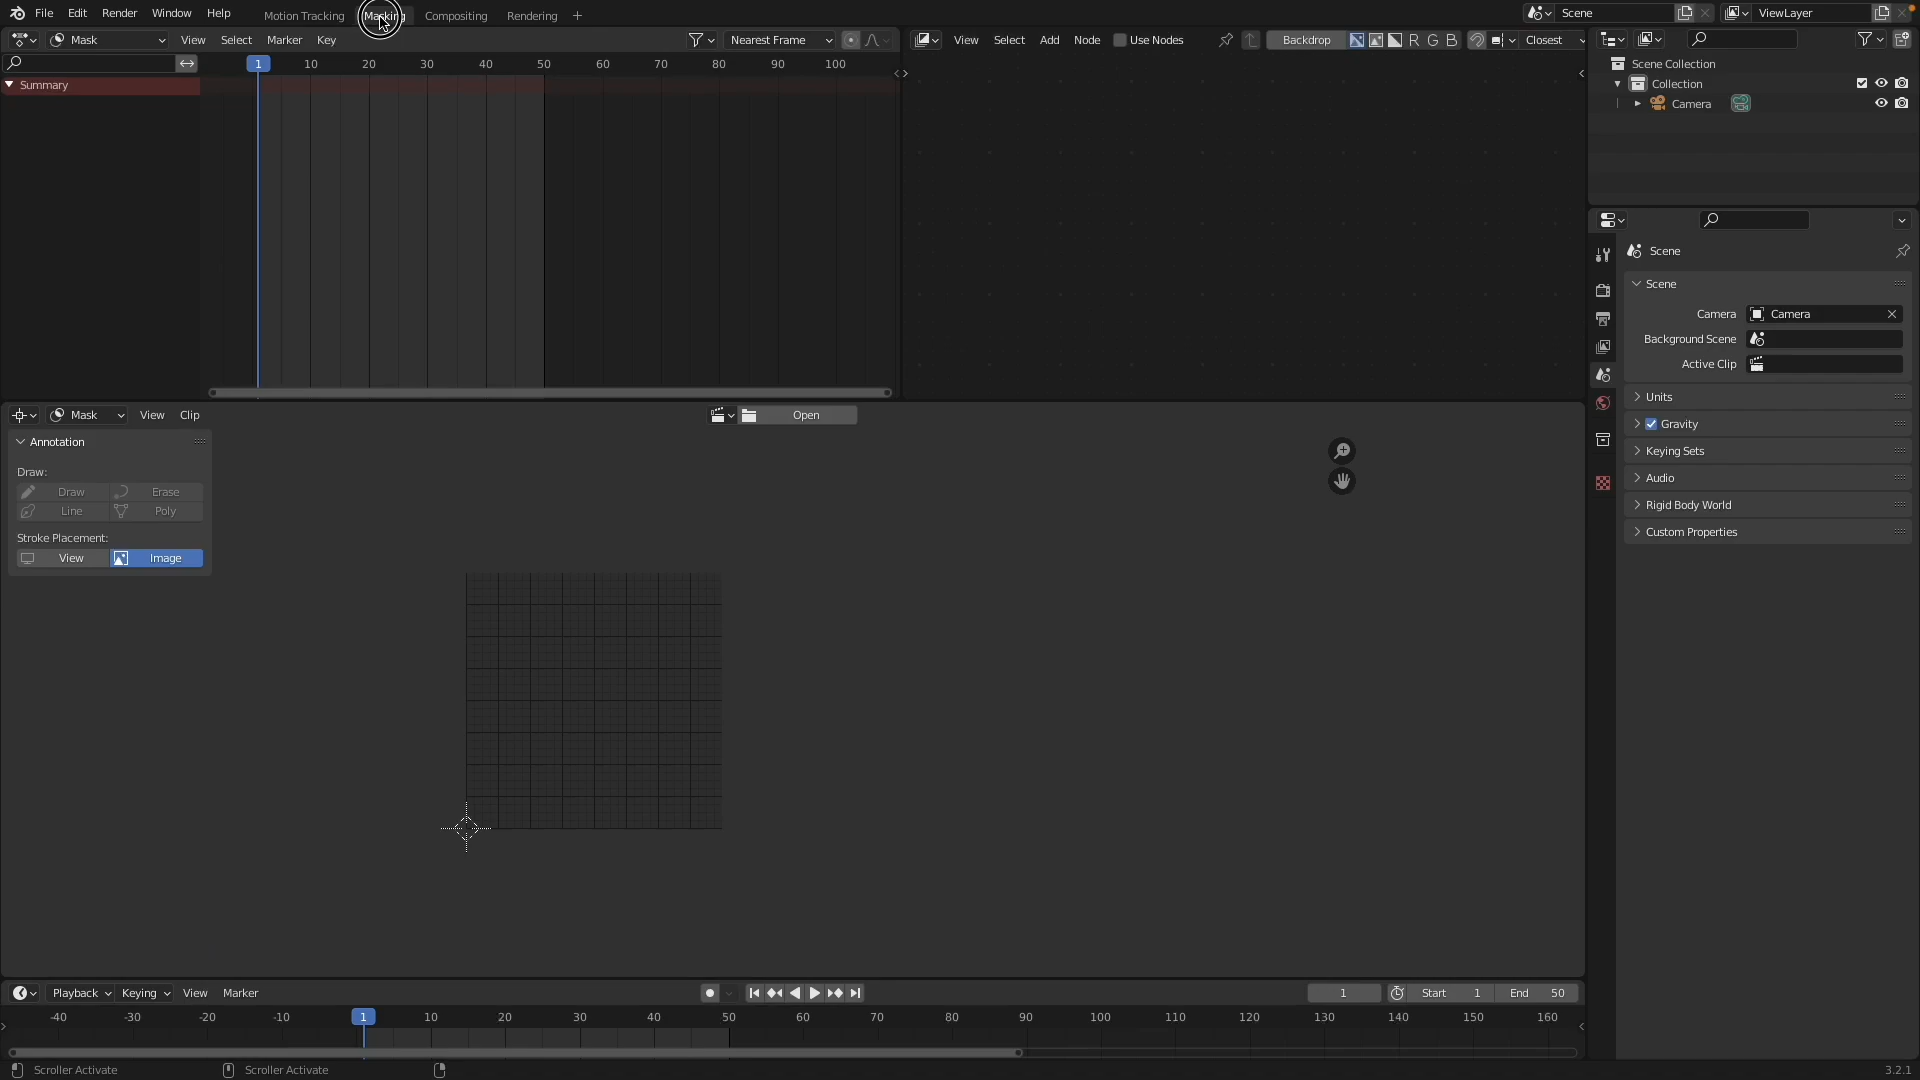 File Edit Render Window Help Motion Tracking Masking Compositing Rendering + Scene ViewLayer
Mask View Select Marker Key Nearest Frame
View Select Add Node Use Nodes Backdrop R G B Closest
1 10 20 30 40 50 60 70 80 90 100
Summary
Scene Collection
Collection
Camera
Scene
Scene
Camera Camera
Background Scene
Active Clip
Units
Gravity
Keying Sets
Audio
Rigid Body World
Custom Properties
Mask View Clip Open
Annotation
Draw:
Draw Erase
Line Poly
Stroke Placement:
View Image
Playback Keying View Marker 1 Start 1 End 50
-40 -30 -20 -10 1 10 20 30 40 50 60 70 80 90 100 110 120 130 140 150 160
Scroller Activate Scroller Activate 3.2.1